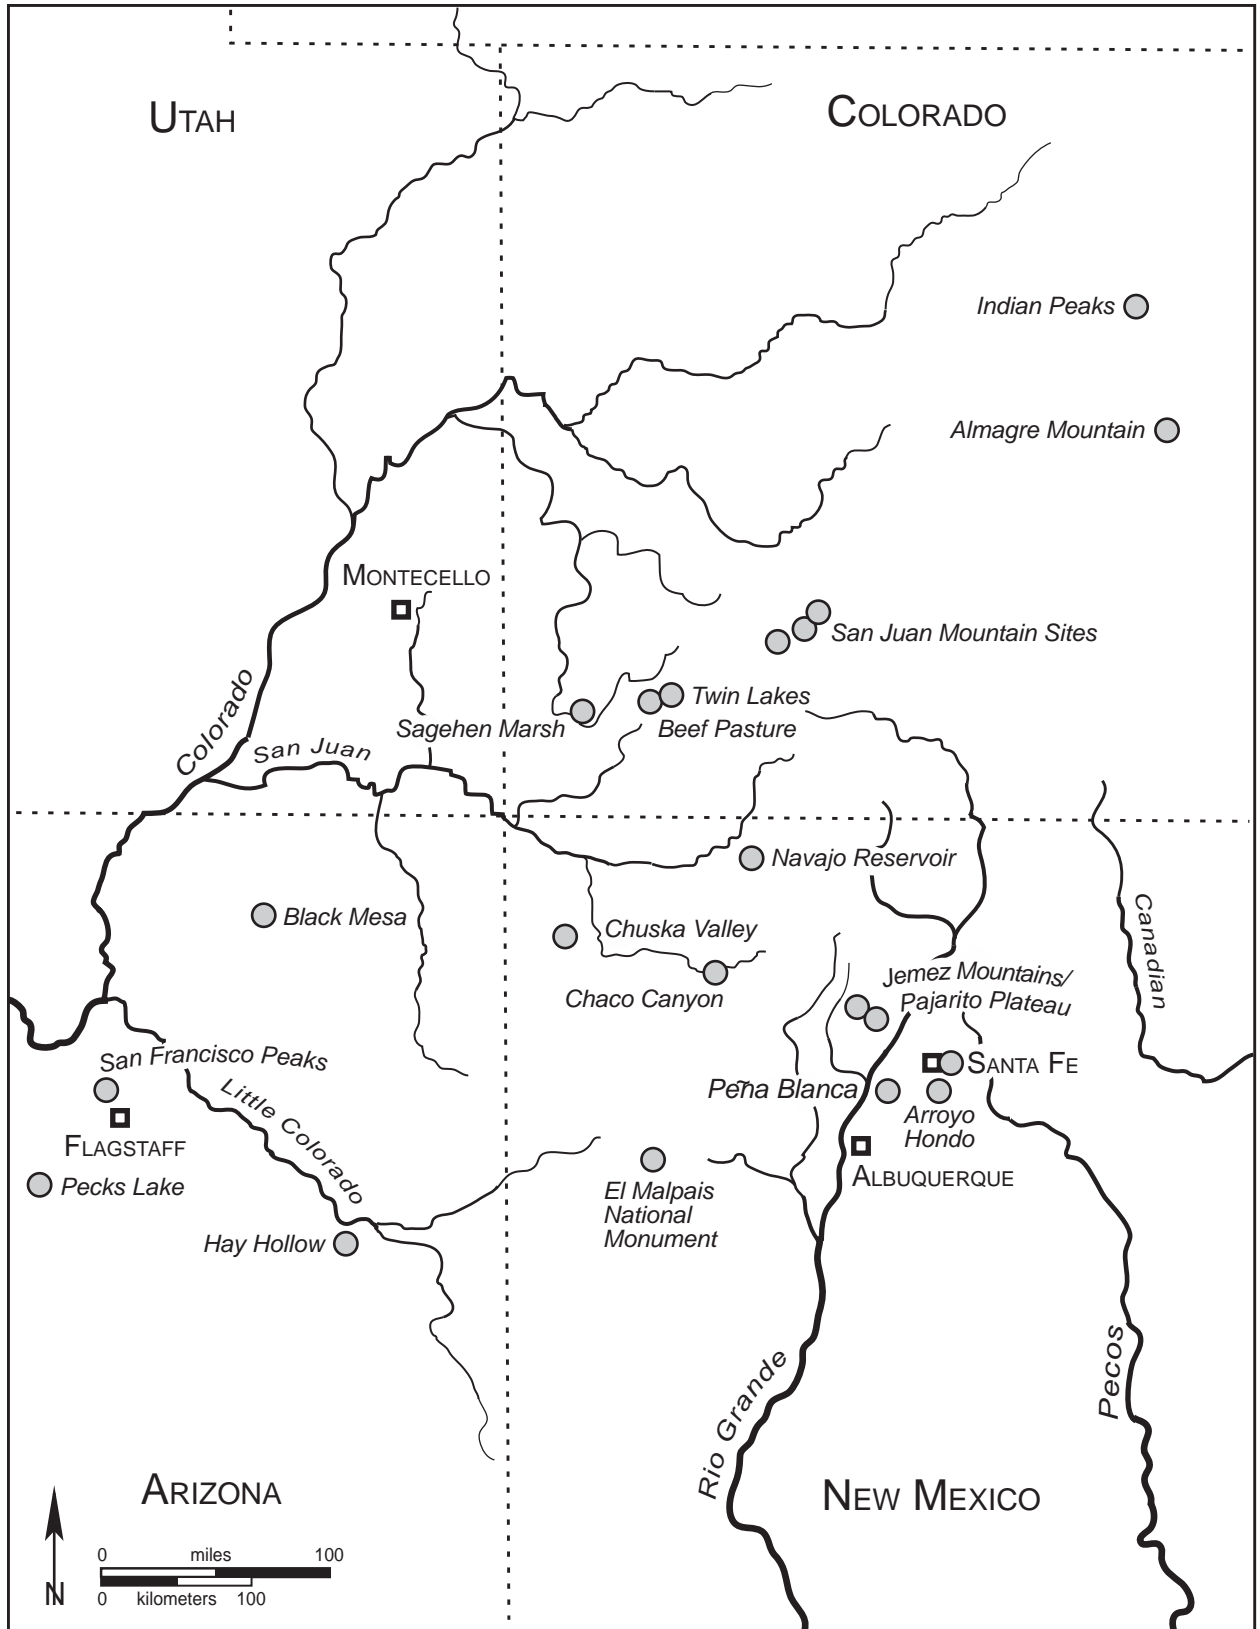 UTAH
COLORADO
Indian Peaks
Almagre Mountain
MONTECELLO
San Juan Mountain Sites
Colorado
San Juan
Sagehen Marsh
Twin Lakes
Beef Pasture
Navajo Reservoir
Black Mesa
Chuska Valley
Chaco Canyon
Canadian
Jemez Mountains/
Pajarito Plateau
San Francisco Peaks
SANTA FE
Peña Blanca
Arroyo
Hondo
Little Colorado
FLAGSTAFF
ALBUQUERQUE
Pecks Lake
El Malpais
National
Monument
Hay Hollow
Rio Grande
Pecos
ARIZONA
NEW MEXICO
N
0 miles 100
0 kilometers 100